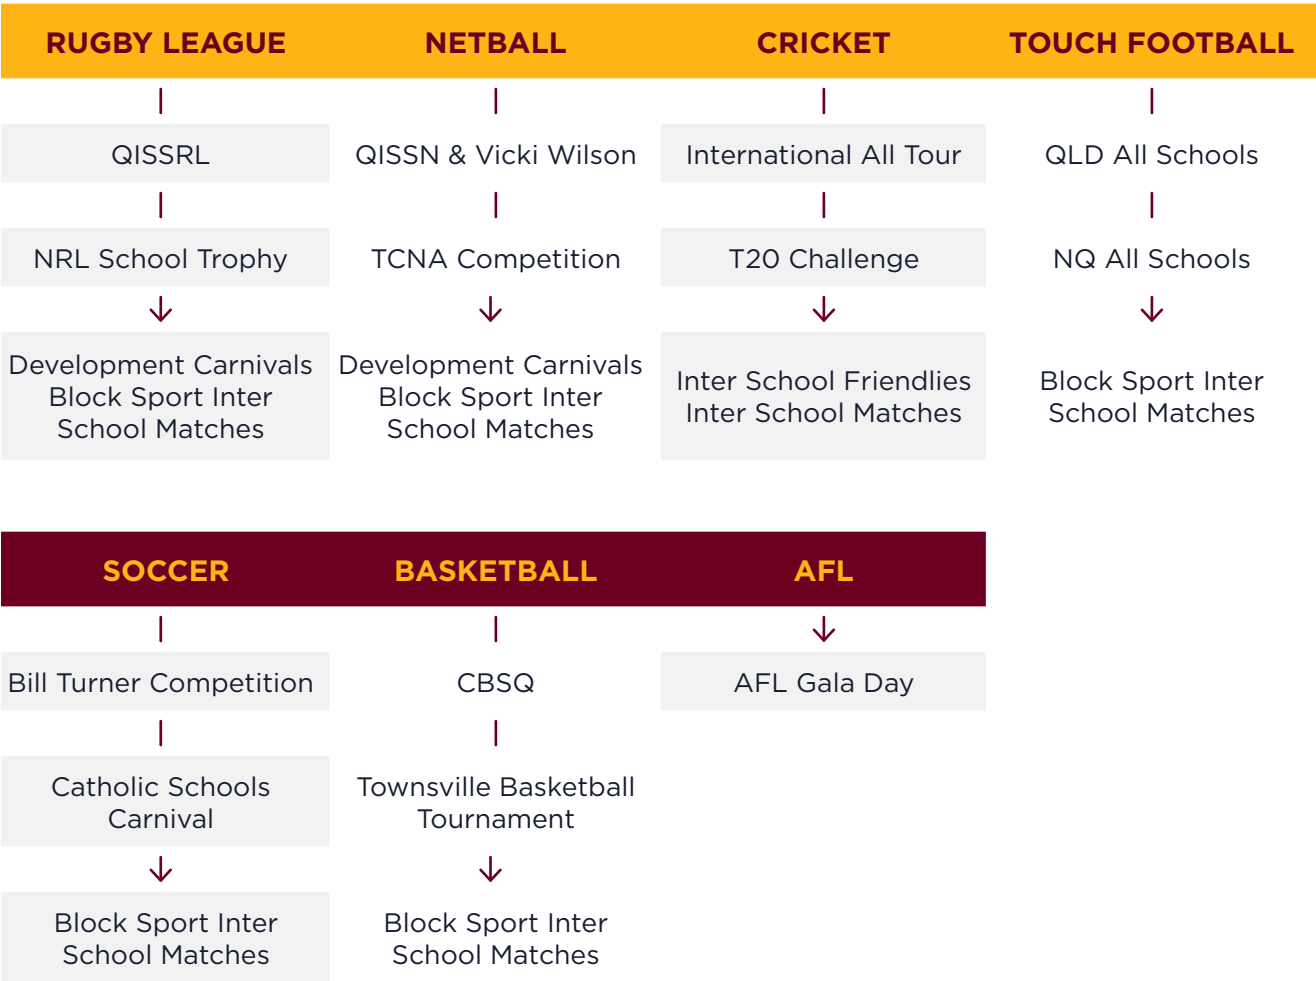 RUGBY LEAGUE
NETBALL
CRICKET
TOUCH FOOTBALL
QISSRL
QISSN & Vicki Wilson
International All Tour
QLD All Schools
NRL School Trophy
TCNA Competition
T20 Challenge
NQ All Schools
Development Carnivals
Block Sport Inter
School Matches
Development Carnivals
Block Sport Inter
School Matches
Inter School Friendlies
Inter School Matches
Block Sport Inter
School Matches
SOCCER
BASKETBALL
AFL
Bill Turner Competition
CBSQ
AFL Gala Day
Catholic Schools
Carnival
Townsville Basketball
Tournament
Block Sport Inter
School Matches
Block Sport Inter
School Matches